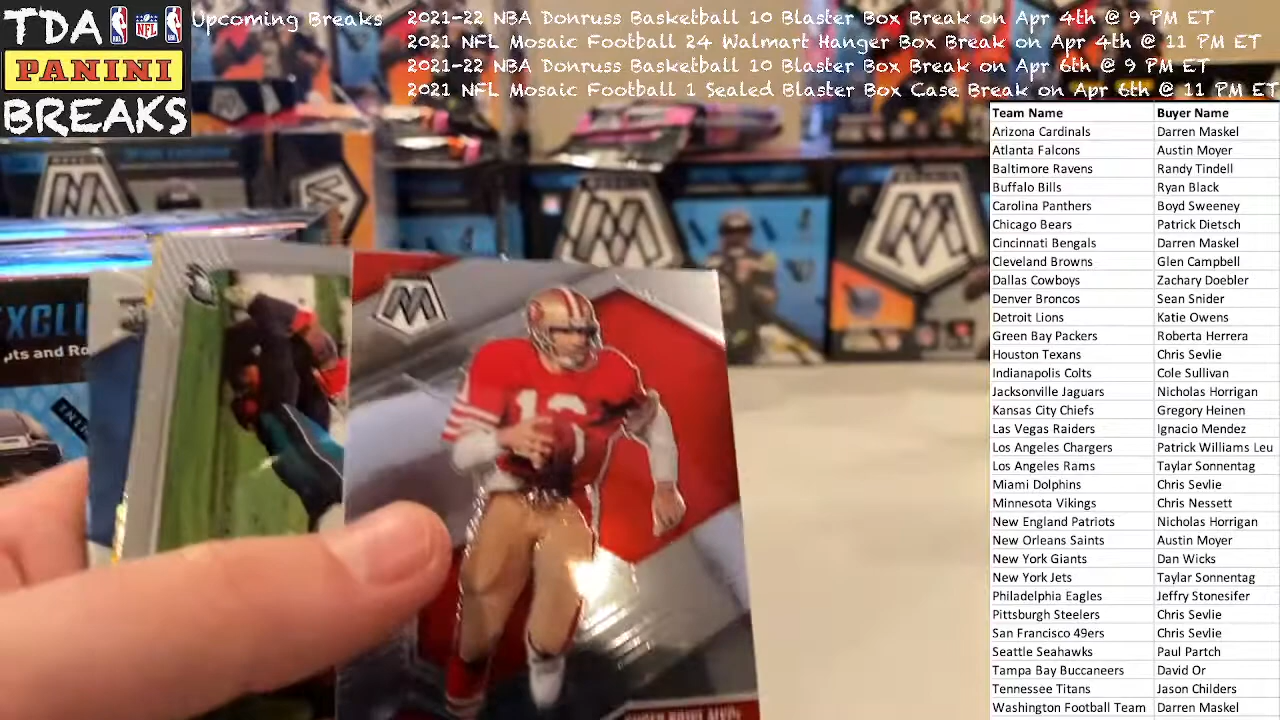 TDA
PANINI
BREAKS
Upcoming Breaks
2021-22 NBA Donruss Basketball 10 Blaster Box Break on Apr 4th @ 9 PM ET
2021 NFL Mosaic Football 24 Walmart Hanger Box Break on Apr 4th @ 11 PM ET
2021-22 NBA Donruss Basketball 10 Blaster Box Break on Apr 6th @ 9 PM ET
2021 NFL Mosaic Football 1 Sealed Blaster Box Case Break on Apr 6th @ 11 PM ET
Team Name Buyer Name
Arizona Cardinals Darren Maskel
Atlanta Falcons Austin Moyer
Baltimore Ravens Randy Tindell
Buffalo Bills Ryan Black
Carolina Panthers Boyd Sweeney
Chicago Bears Patrick Dietsch
Cincinnati Bengals Darren Maskel
Cleveland Browns Glen Campbell
Dallas Cowboys Zachary Doebler
Denver Broncos Sean Snider
Detroit Lions Katie Owens
Green Bay Packers Roberta Herrera
Houston Texans Chris Sevlie
Indianapolis Colts Cole Sullivan
Jacksonville Jaguars Nicholas Horrigan
Kansas City Chiefs Gregory Heinen
Las Vegas Raiders Ignacio Mendez
Los Angeles Chargers Patrick Williams Leu
Los Angeles Rams Taylar Sonnentag
Miami Dolphins Chris Sevlie
Minnesota Vikings Chris Nessett
New England Patriots Nicholas Horrigan
New Orleans Saints Austin Moyer
New York Giants Dan Wicks
New York Jets Taylar Sonnentag
Philadelphia Eagles Jeffry Stonesifer
Pittsburgh Steelers Chris Sevlie
San Francisco 49ers Chris Sevlie
Seattle Seahawks Paul Partch
Tampa Bay Buccaneers David Or
Tennessee Titans Jason Childers
Washington Football Team Darren Maskel
EXCLU
pts and Ro